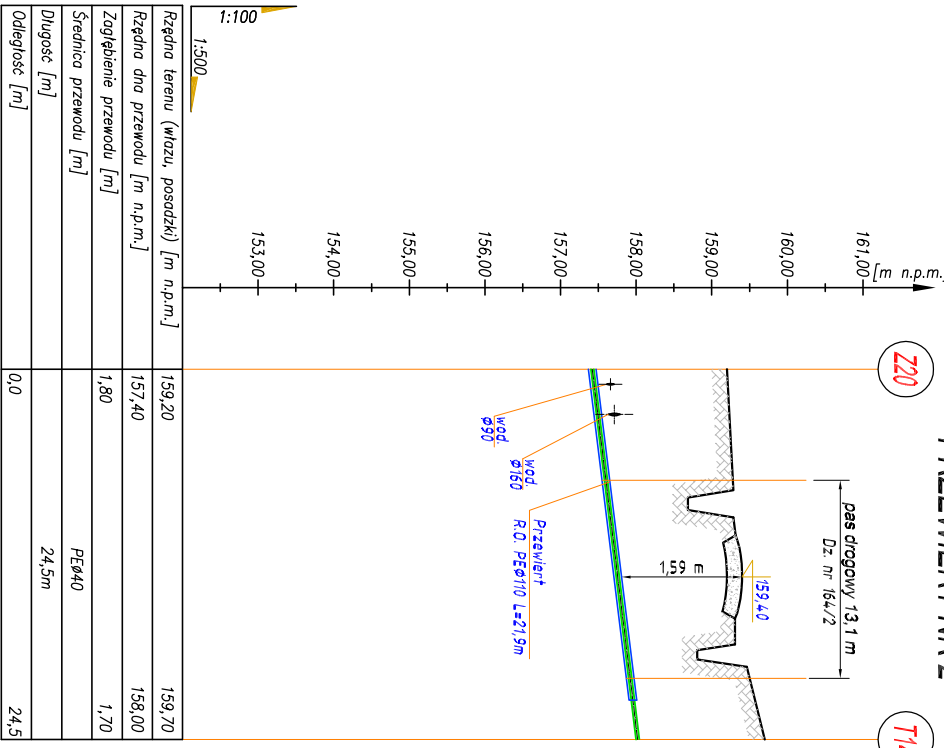 1:100
1:500
[m n.p.m.]
161,00
160,00
159,00
158,00
157,00
156,00
155,00
154,00
153,00
Z20
pas drogowy 13.1 m
Dz. nr 164/2
159,40
1,59 m
wod.
ø90
wod.
ø160
Przewiert
R.O. PEø110 L=21,9m
Rzędna terenu (włazu, posadzki) [m n.p.m.] 159,20 159,70
Rzędna dna przewodu [m n.p.m.] 157,40 158,00
Zagłębienie przewodu [m] 1,80 1,70
Średnica przewodu [m] PEø40
Długość [m] 24,5m
Odległość [m] 0,0 24,5